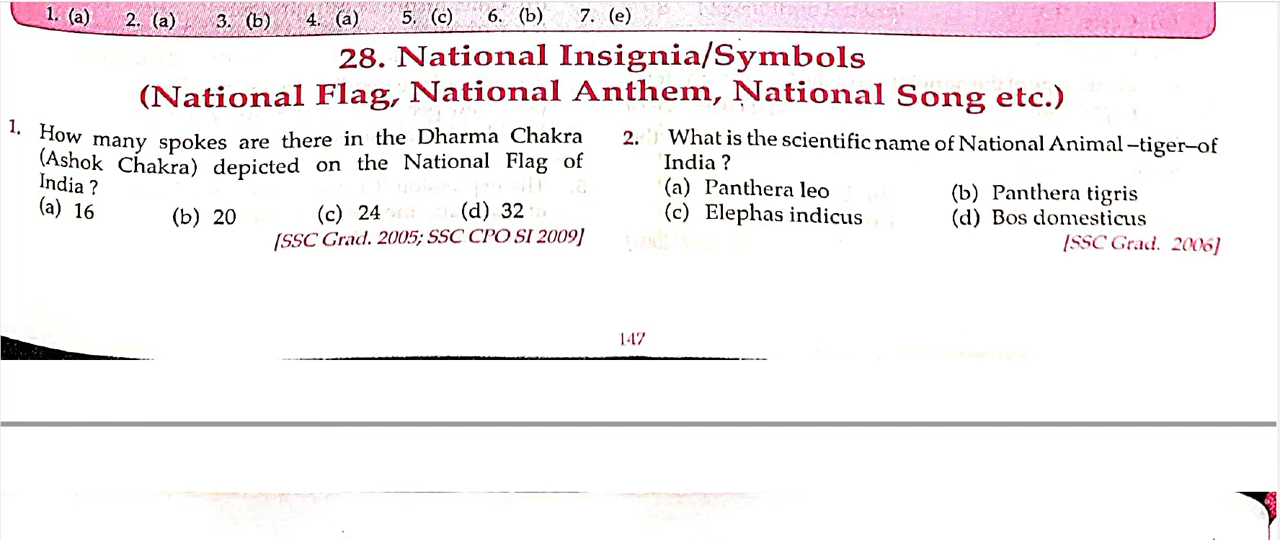 1. (a) 2. (a) 3. (b) 4. (a) 5. (c) 6. (b) 7. (e)
28. National Insignia/Symbols
(National Flag, National Anthem, National Song etc.)
1. How many spokes are there in the Dharma Chakra
(Ashok Chakra) depicted on the National Flag of
India ?
(a) 16 (b) 20 (c) 24 (d) 32
[SSC Grad. 2005; SSC CPO SI 2009]
2. What is the scientific name of National Animal –tiger–of
India ?
(a) Panthera leo (b) Panthera tigris
(c) Elephas indicus (d) Bos domesticus
[SSC Grad. 2006]
147